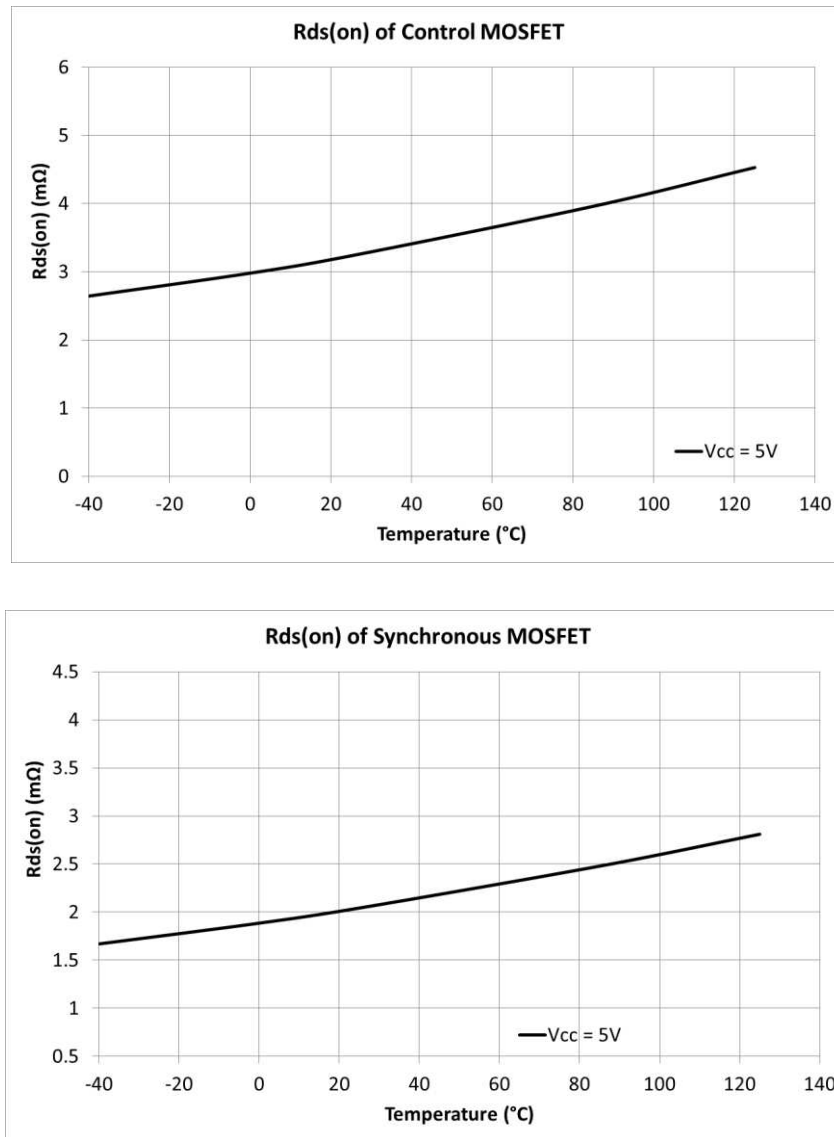 Rds(on) of Control MOSFET
6
5
4
3
2
1
0
Rds(on) (mΩ)
Vcc = 5V
-40 -20 0 20 40 60 80 100 120 140
Temperature (°C)
Rds(on) of Synchronous MOSFET
4.5
4
3.5
3
2.5
2
1.5
1
0.5
Rds(on) (mΩ)
Vcc = 5V
-40 -20 0 20 40 60 80 100 120 140
Temperature (°C)